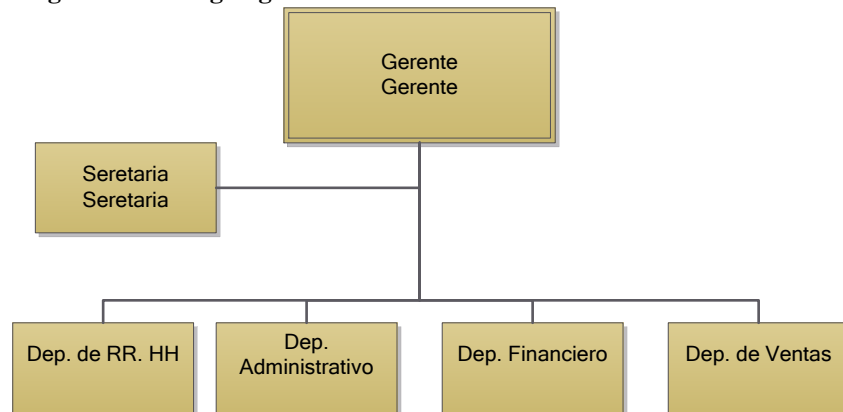 Gerente
Gerente
Seretaria
Seretaria
Dep. de RR. HH
Dep.
Administrativo
Dep. Financiero
Dep. de Ventas